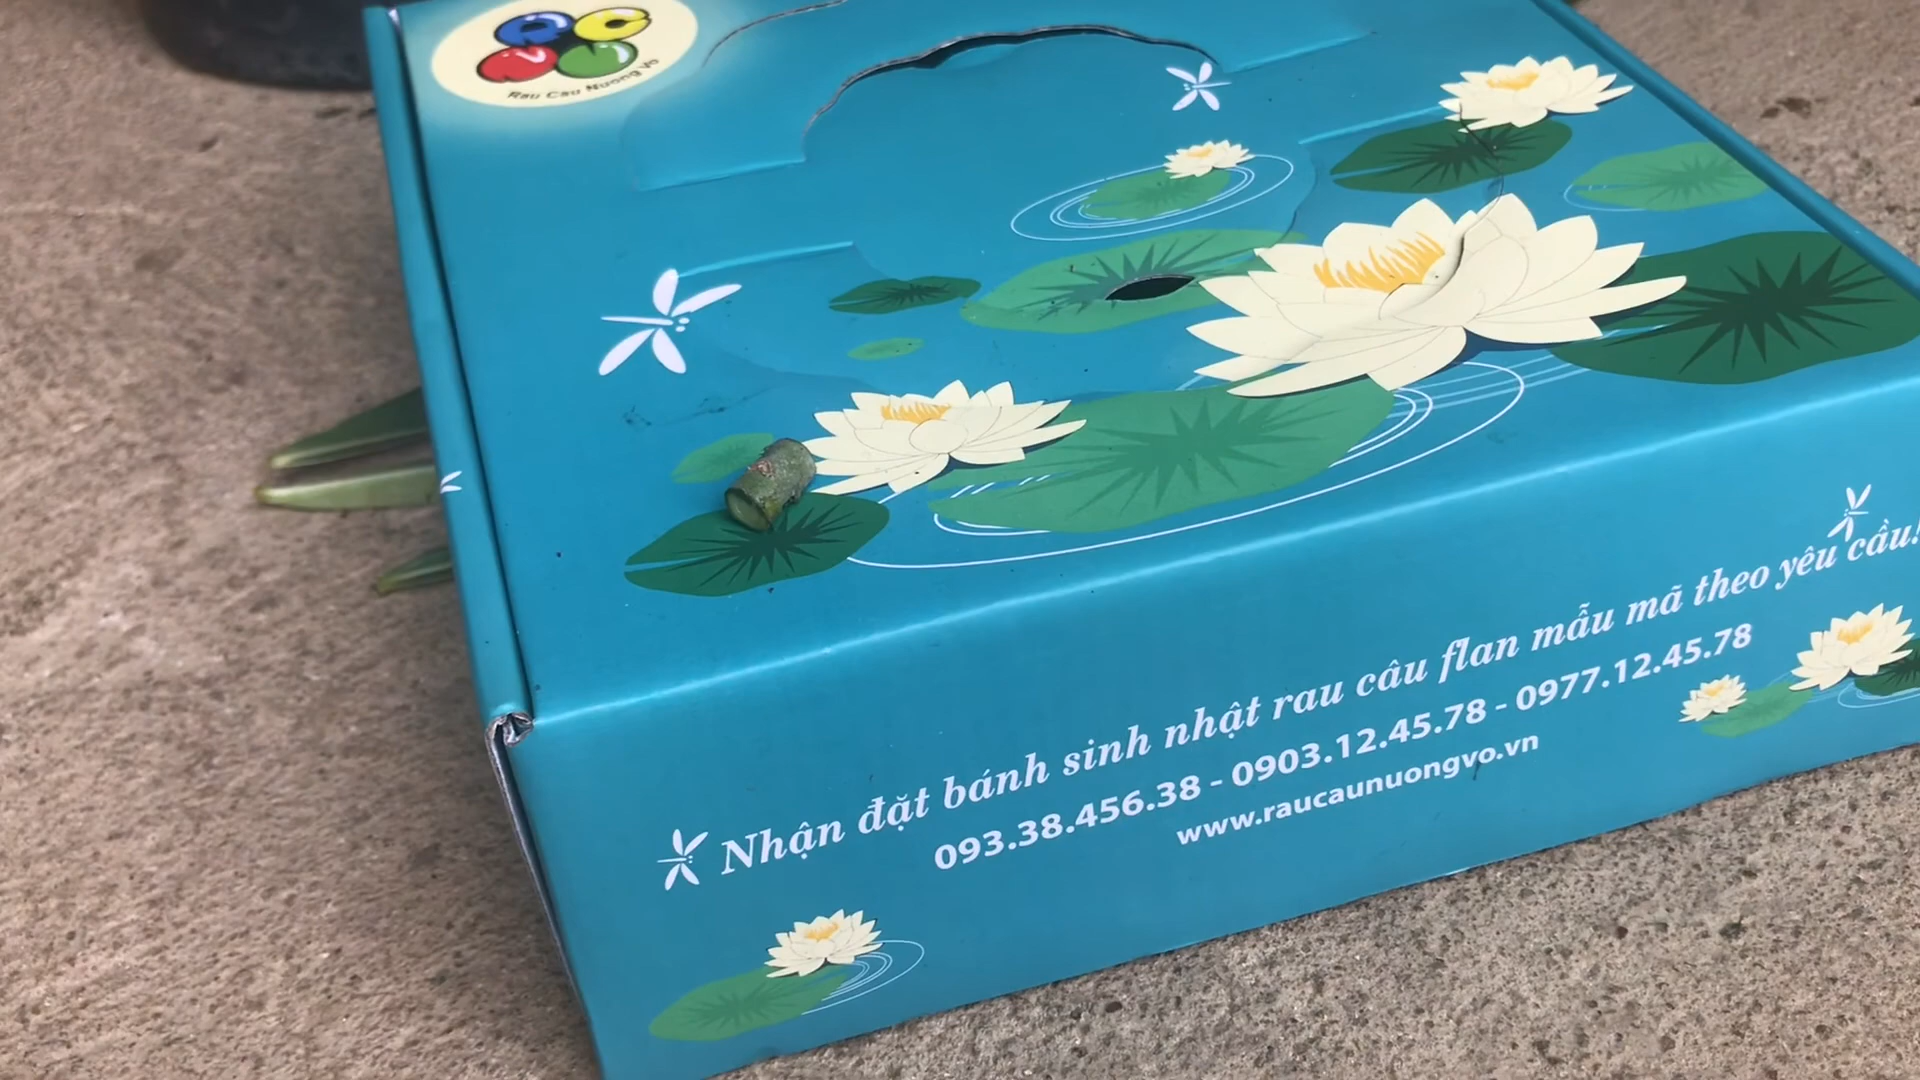 RCNV
Rau Câu Nương Vo
Nhận đặt bánh sinh nhật rau câu flan mẫu mã theo yêu cầu!
093.38.456.38 - 0903.12.45.78 - 0977.12.45.78
www.raucaunuongvo.vn